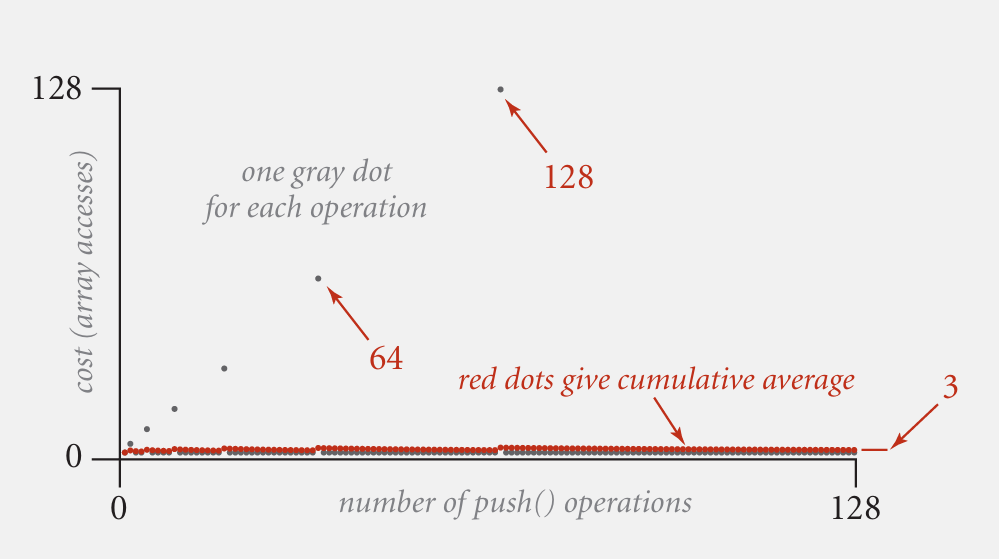 128
one gray dot
for each operation
128
cost (array accesses)
64
red dots give cumulative average
3
0
0
number of push() operations
128